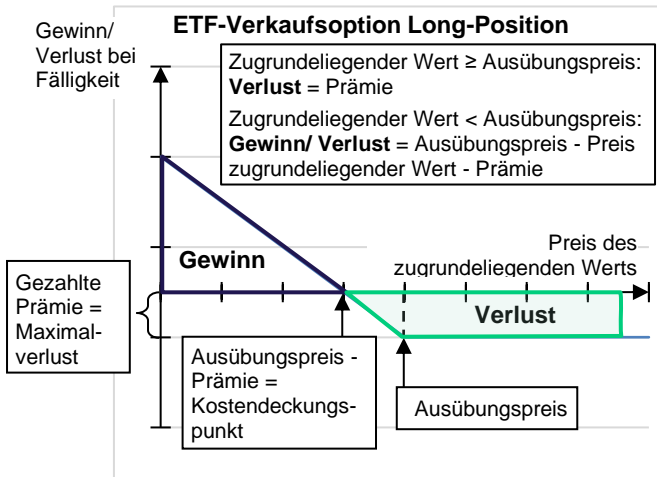 ETF-Verkaufsoption Long-Position
Gewinn/
Verlust bei
Fälligkeit
Zugrundeliegender Wert ≥ Ausübungspreis:
Verlust = Prämie
Zugrundeliegender Wert < Ausübungspreis:
Gewinn/ Verlust = Ausübungspreis - Preis
zugrundeliegender Wert - Prämie
Gewinn
Preis des
zugrundeliegenden Werts
Gezahlte
Prämie =
Maximal-
verlust
Verlust
Ausübungspreis -
Prämie =
Kostendeckungs-
punkt
Ausübungspreis